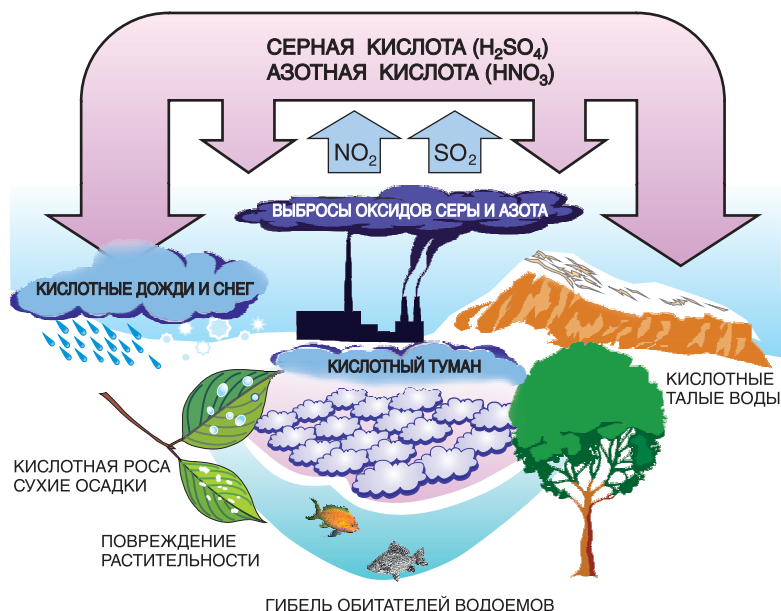 СЕРНАЯ КИСЛОТА (H₂SO₄)
АЗОТНАЯ КИСЛОТА (HNO₃)
NO₂
SO₂
ВЫБРОСЫ ОКСИДОВ СЕРЫ И АЗОТА
КИСЛОТНЫЕ ДОЖДИ И СНЕГ
КИСЛОТНЫЙ ТУМАН
КИСЛОТНЫЕ
ТАЛЫЕ ВОДЫ
КИСЛОТНАЯ РОСА
СУХИЕ ОСАДКИ
ПОВРЕЖДЕНИЕ
РАСТИТЕЛЬНОСТИ
ГИБЕЛЬ ОБИТАТЕЛЕЙ ВОДОЕМОВ